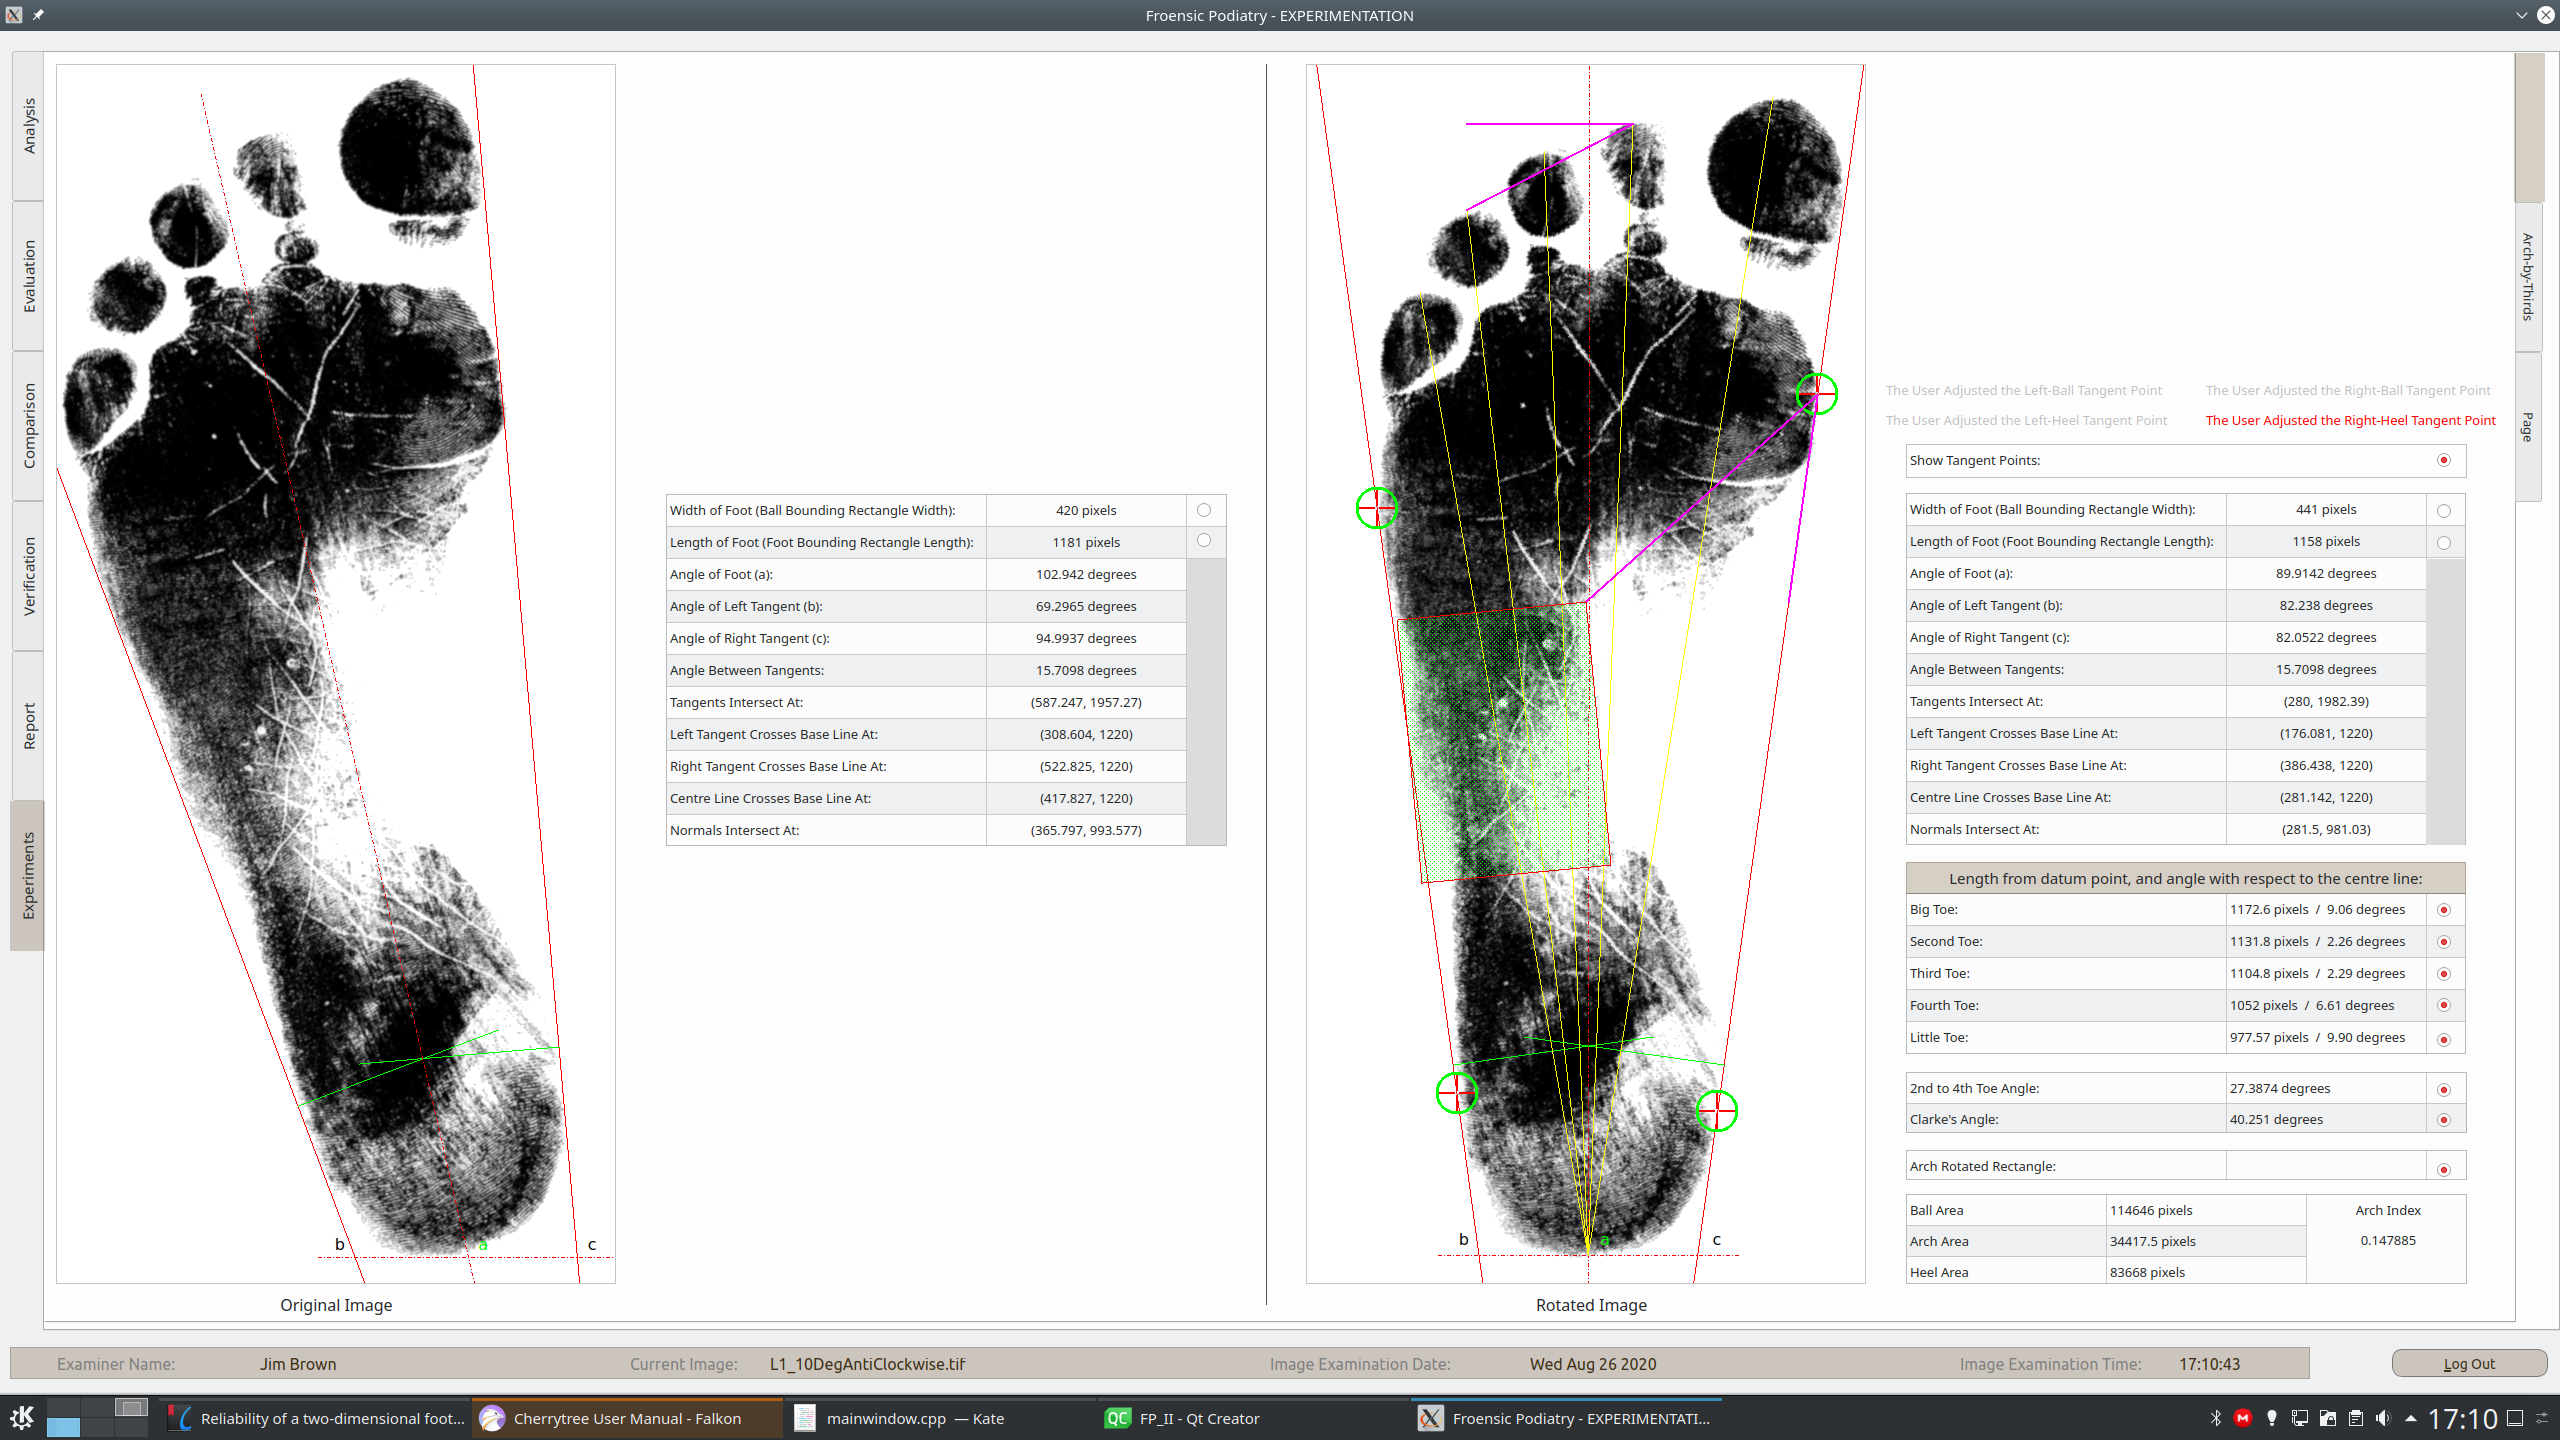 Froensic Podiatry - EXPERIMENTATION
Analysis
Evaluation
Comparison
Verification
Report
Experiments
b
a
c
Original Image
Width of Foot (Ball Bounding Rectangle Width): 420 pixels
Length of Foot (Foot Bounding Rectangle Length): 1181 pixels
Angle of Foot (a): 102.942 degrees
Angle of Left Tangent (b): 69.2965 degrees
Angle of Right Tangent (c): 94.9937 degrees
Angle Between Tangents: 15.7098 degrees
Tangents Intersect At: (587.247, 1957.27)
Left Tangent Crosses Base Line At: (308.604, 1220)
Right Tangent Crosses Base Line At: (522.825, 1220)
Centre Line Crosses Base Line At: (417.827, 1220)
Normals Intersect At: (365.797, 993.577)
b
a
c
Rotated Image
The User Adjusted the Left-Ball Tangent Point The User Adjusted the Right-Ball Tangent Point
The User Adjusted the Left-Heel Tangent Point The User Adjusted the Right-Heel Tangent Point
Show Tangent Points:
Width of Foot (Ball Bounding Rectangle Width): 441 pixels
Length of Foot (Foot Bounding Rectangle Length): 1158 pixels
Angle of Foot (a): 89.9142 degrees
Angle of Left Tangent (b): 82.238 degrees
Angle of Right Tangent (c): 82.0522 degrees
Angle Between Tangents: 15.7098 degrees
Tangents Intersect At: (280, 1982.39)
Left Tangent Crosses Base Line At: (176.081, 1220)
Right Tangent Crosses Base Line At: (386.438, 1220)
Centre Line Crosses Base Line At: (281.142, 1220)
Normals Intersect At: (281.5, 981.03)
Length from datum point, and angle with respect to the centre line:
Big Toe: 1172.6 pixels / 9.06 degrees
Second Toe: 1131.8 pixels / 2.26 degrees
Third Toe: 1104.8 pixels / 2.29 degrees
Fourth Toe: 1052 pixels / 6.61 degrees
Little Toe: 977.57 pixels / 9.90 degrees
2nd to 4th Toe Angle: 27.3874 degrees
Clarke's Angle: 40.251 degrees
Arch Rotated Rectangle:
Ball Area 114646 pixels Arch Index
Arch Area 34417.5 pixels 0.147885
Heel Area 83668 pixels
Arch-by-Thirds
Page
Examiner Name: Jim Brown Current Image: L1_10DegAntiClockwise.tif Image Examination Date: Wed Aug 26 2020 Image Examination Time: 17:10:43 Log Out
Reliability of a two-dimensional foot... Cherrytree User Manual - Falkon mainwindow.cpp — Kate FP_II - Qt Creator Froensic Podiatry - EXPERIMENTATI... 17:10